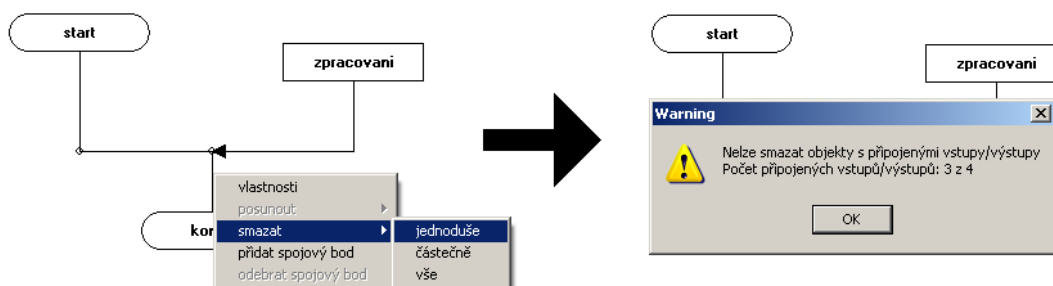 start
zpracovani
kor
vlastnosti
posunout
smazat
přidat spojový bod
odebrat spojový bod
jednoduše
částečně
vše
start
zpracovani
Warning
Nelze smazat objekty s připojenými vstupy/výstupy
Počet připojených vstupů/výstupů: 3 z 4
OK